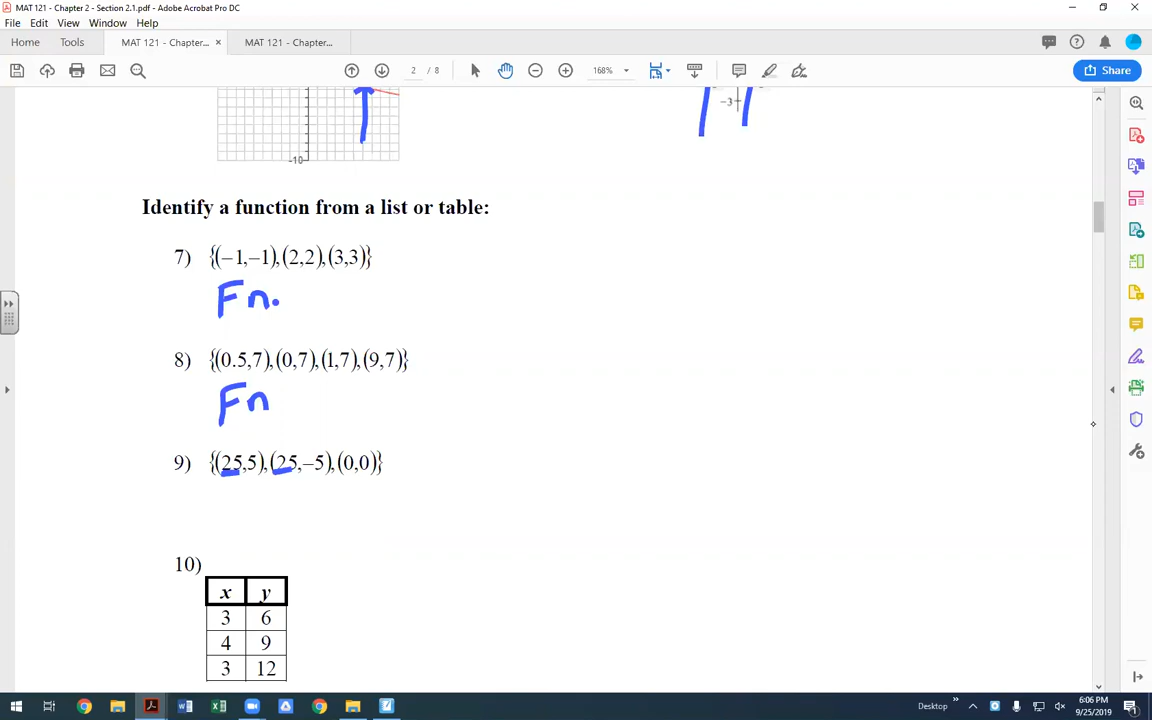 MAT 121 - Chapter 2 - Section 2.1.pdf - Adobe Acrobat Pro DC
File Edit View Window Help
Home Tools MAT 121 - Chapter... × MAT 121 - Chapter...
2 / 8 168% Share
-3
-10
Identify a function from a list or table:
7) {(−1,−1),(2,2),(3,3)}
Fn.
8) {(0.5,7),(0,7),(1,7),(9,7)}
Fn
9) {(25,5),(25,−5),(0,0)}
10)
x y
3 6
4 9
3 12
Desktop » 6:06 PM
9/25/2019